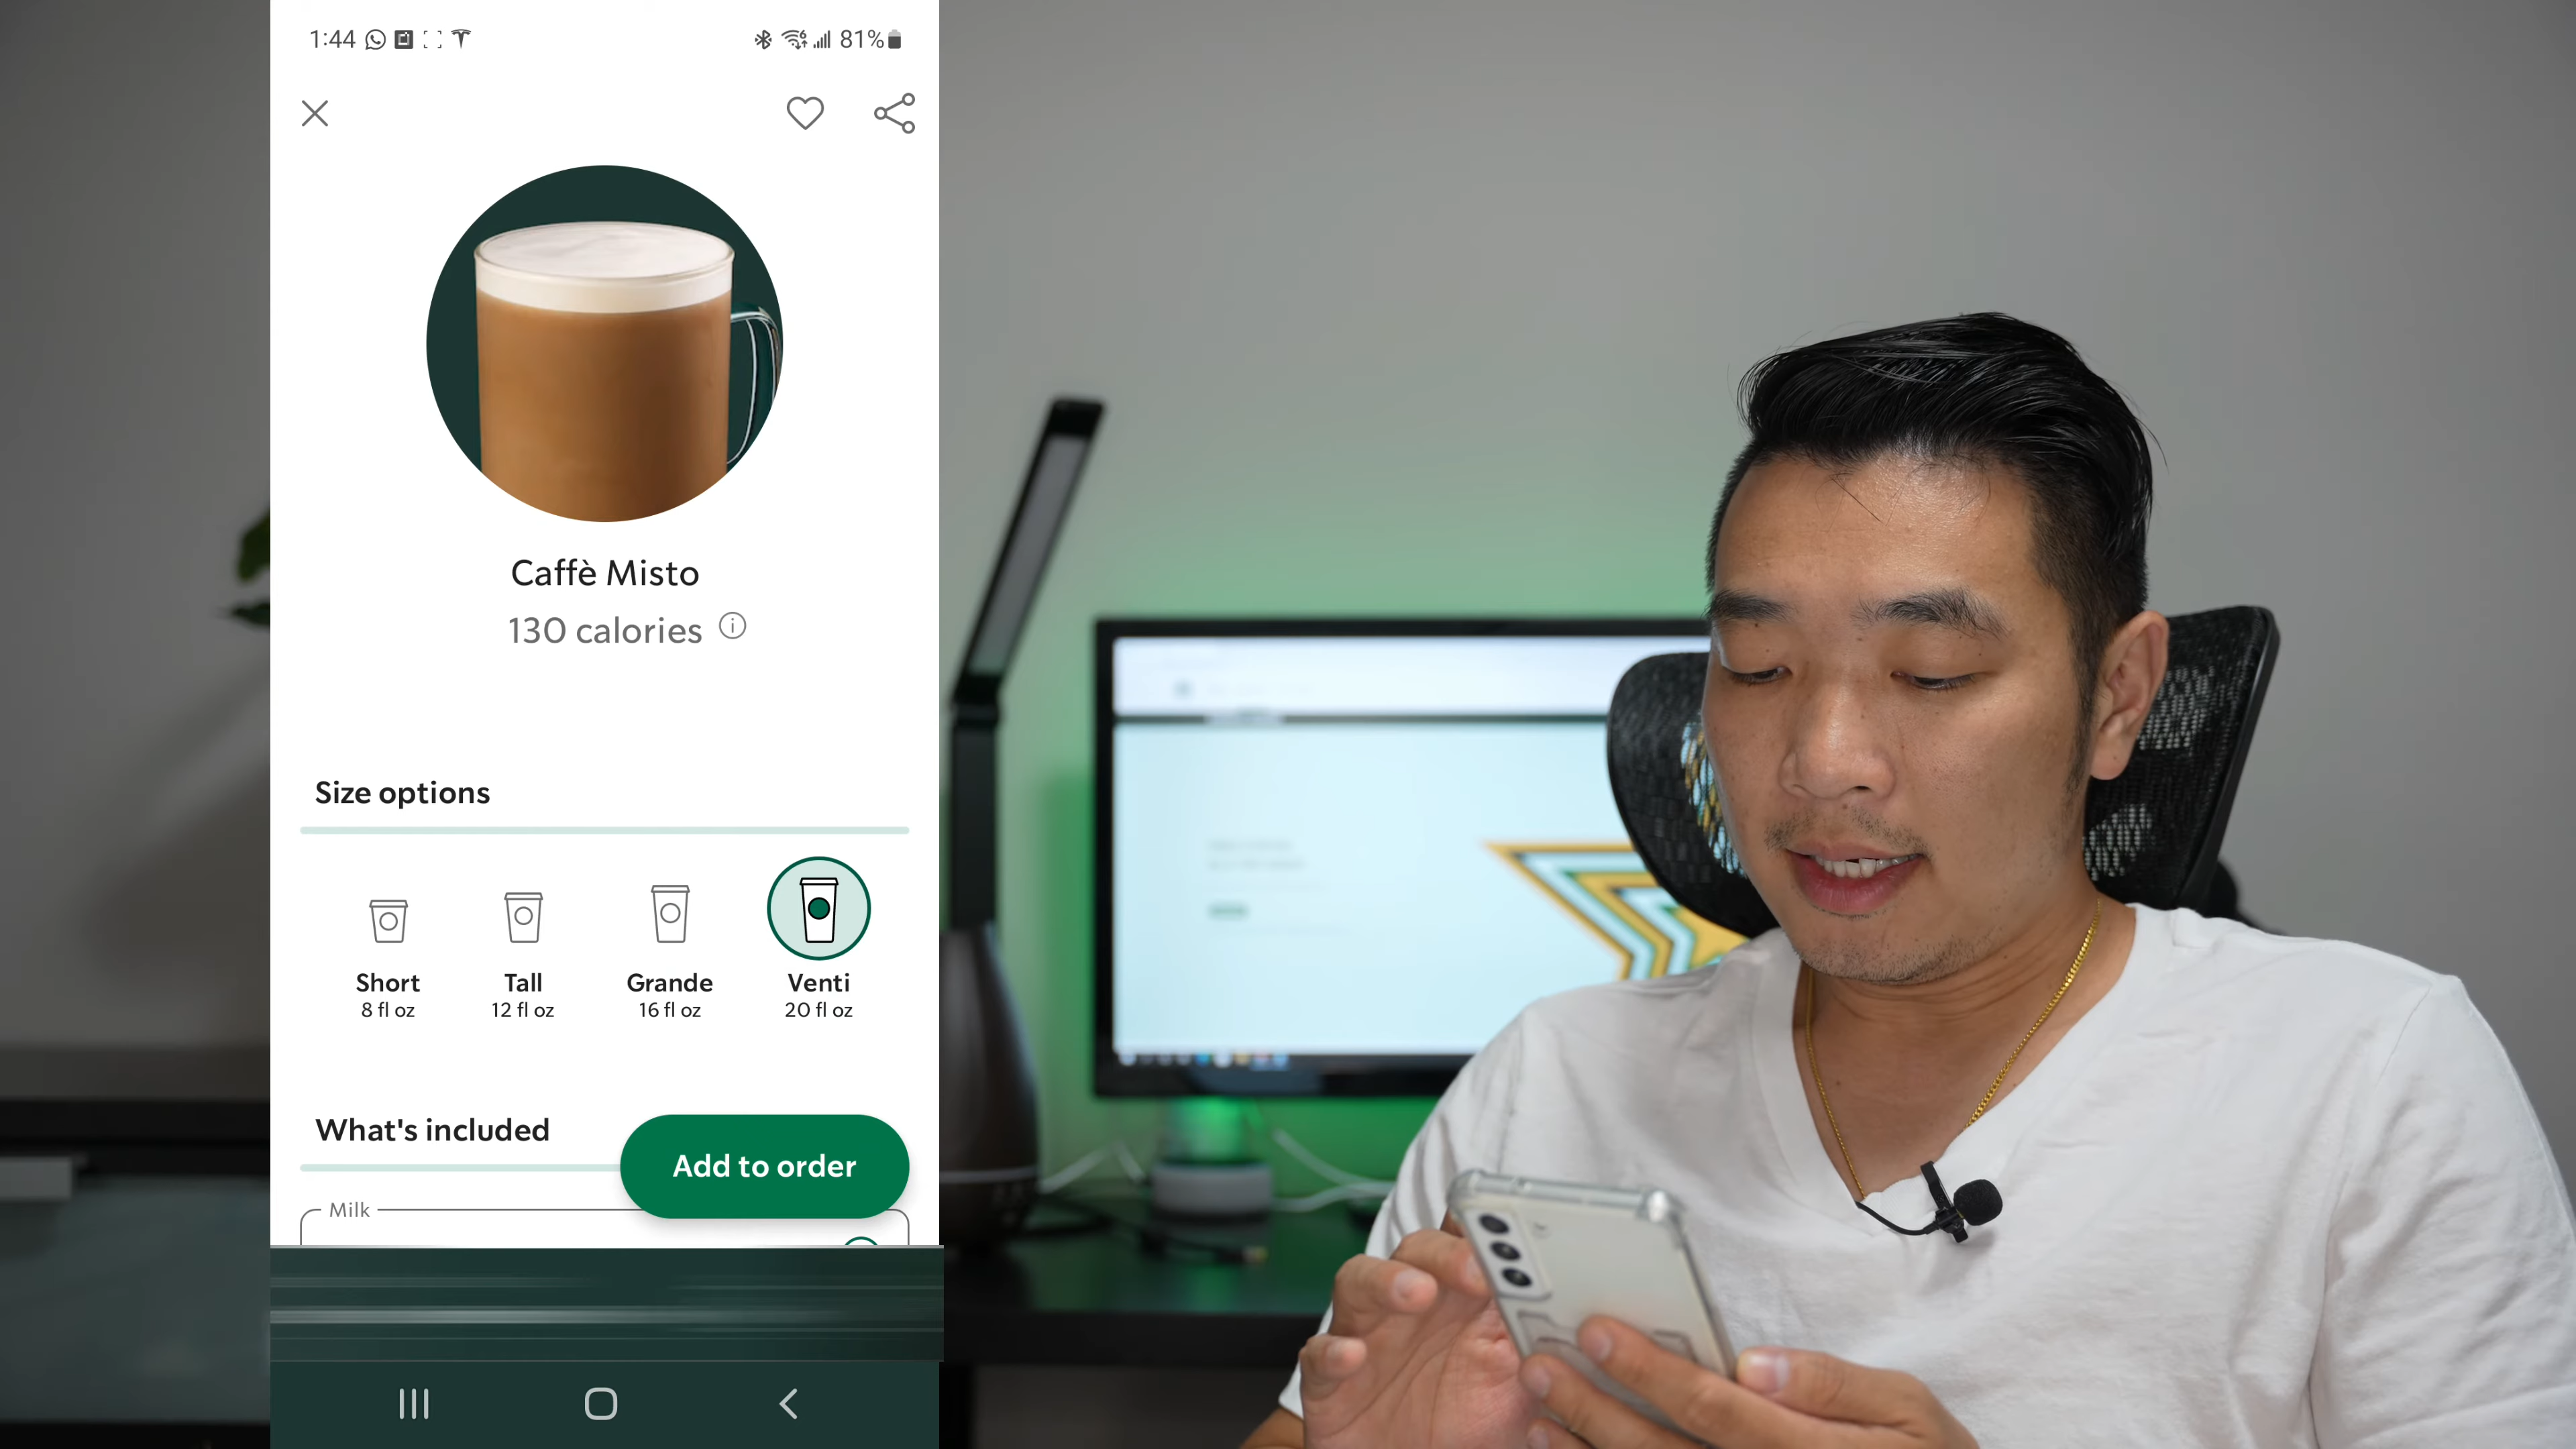 1:44 81%
Caffè Misto
130 calories
Size options
Short Tall Grande Venti
8 fl oz 12 fl oz 16 fl oz 20 fl oz
What's included
Add to order
Milk